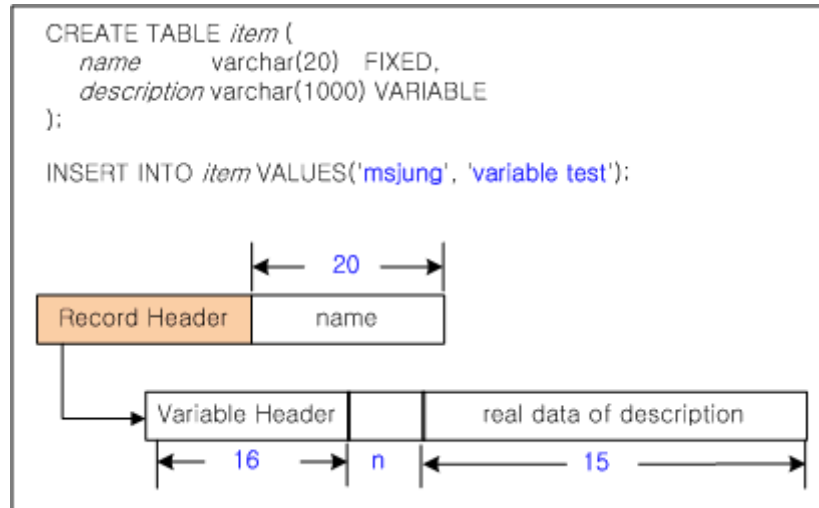 CREATE TABLE item (
name varchar(20) FIXED,
description varchar(1000) VARIABLE
);
INSERT INTO item VALUES('msjung', 'variable test');
20
Record Header name
Variable Header real data of description
16 n 15